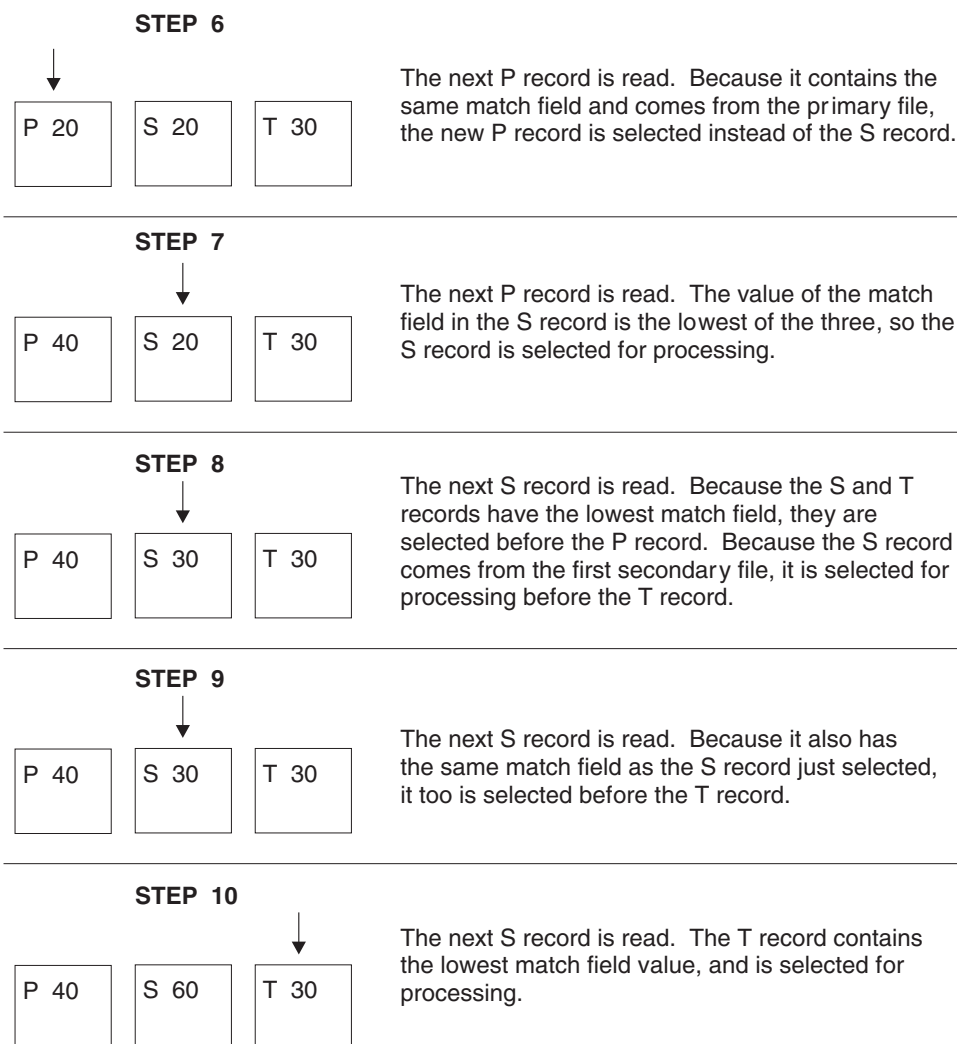 STEP 6
P 20
S 20
T 30
The next P record is read. Because it contains the
same match field and comes from the primary file,
the new P record is selected instead of the S record.
STEP 7
P 40
S 20
T 30
The next P record is read. The value of the match
field in the S record is the lowest of the three, so the
S record is selected for processing.
STEP 8
P 40
S 30
T 30
The next S record is read. Because the S and T
records have the lowest match field, they are
selected before the P record. Because the S record
comes from the first secondary file, it is selected for
processing before the T record.
STEP 9
P 40
S 30
T 30
The next S record is read. Because it also has
the same match field as the S record just selected,
it too is selected before the T record.
STEP 10
P 40
S 60
T 30
The next S record is read. The T record contains
the lowest match field value, and is selected for
processing.